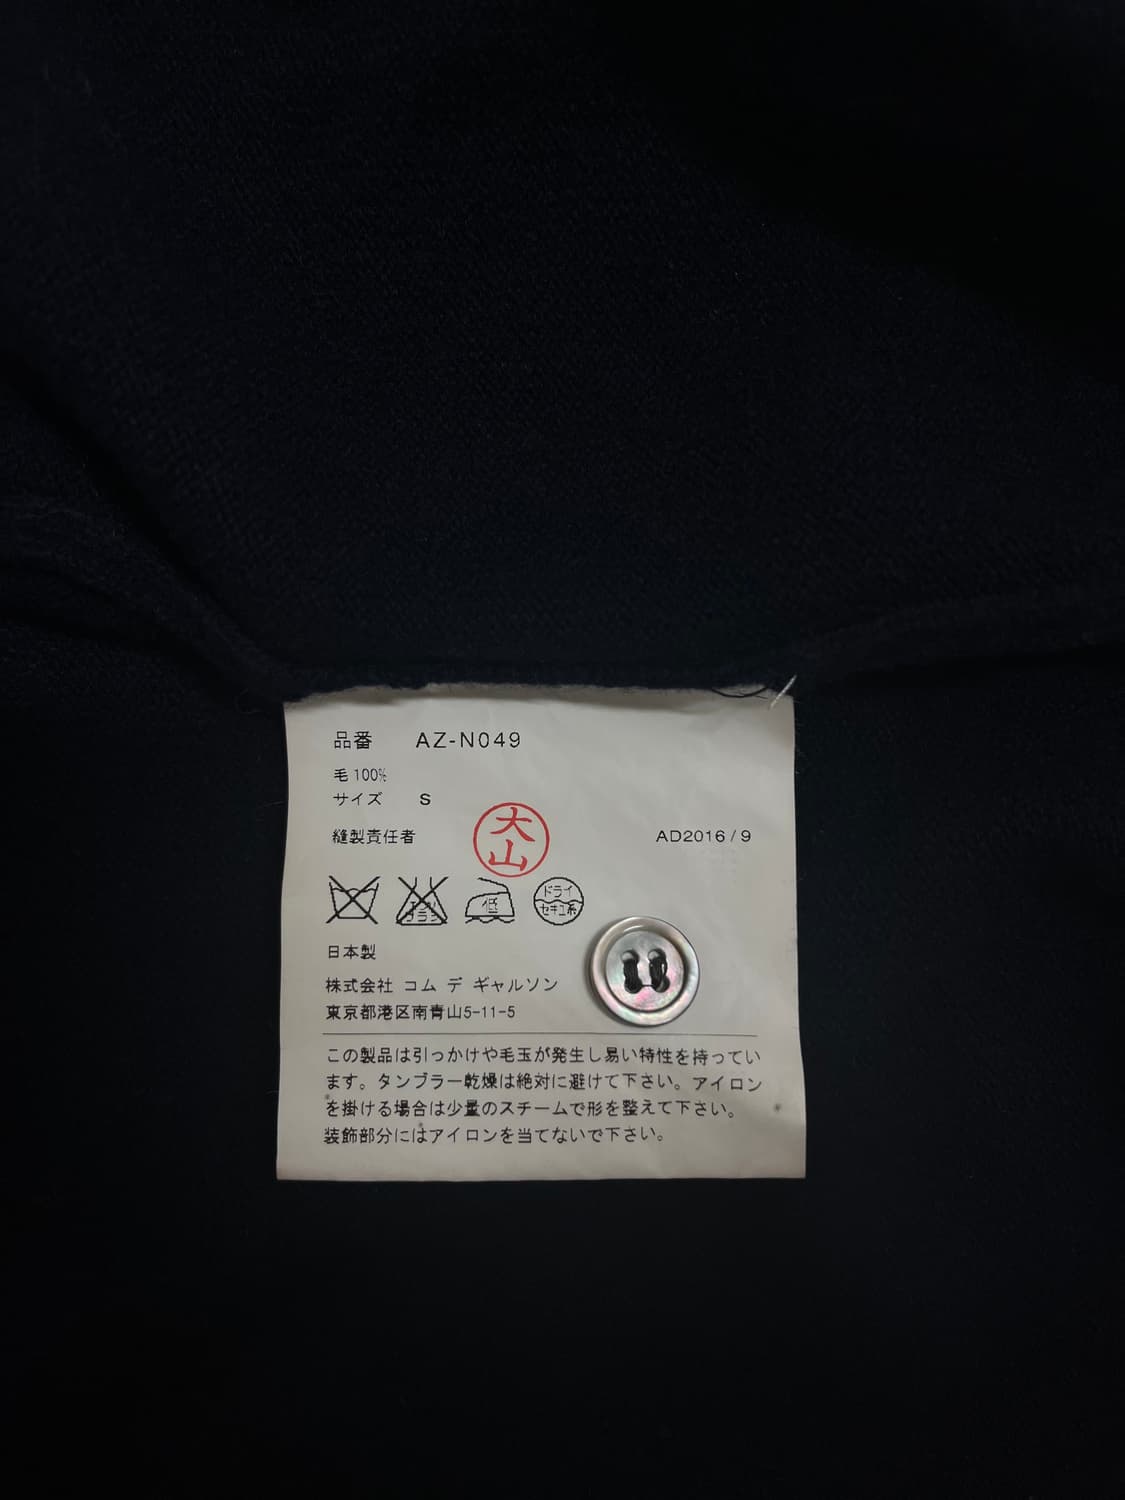 品番 AZ-N049
毛 100%
サイズ S
縫製責任者 大山 AD2016/9
低 ドライ セキユ系
日本製
株式会社 コム デ ギャルソン
東京都港区南青山5-11-5
この製品は引っかけや毛玉が発生し易い特性を持ってい
ます。タンブラー乾燥は絶対に避けて下さい。アイロン
を掛ける場合は少量のスチームで形を整えて下さい。
装飾部分にはアイロンを当てないで下さい。